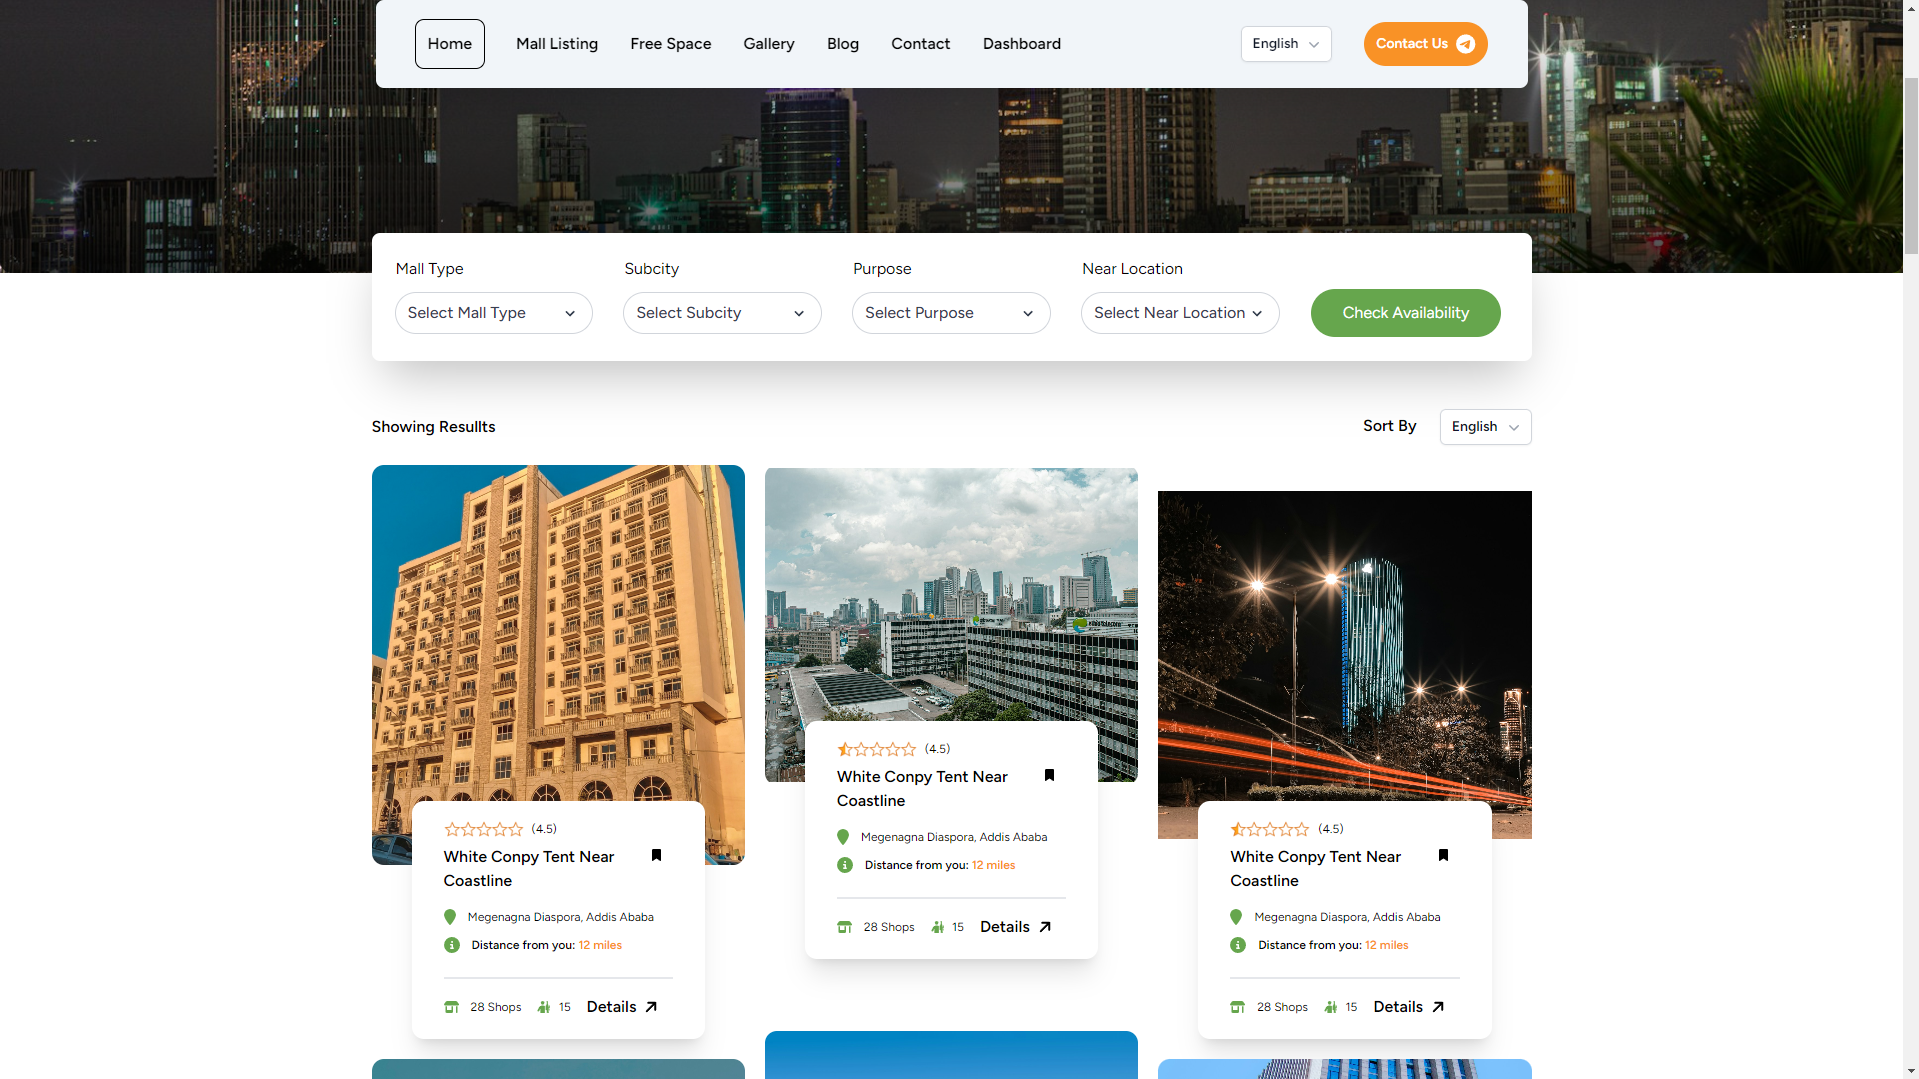 Home
Mall Listing
Free Space
Gallery
Blog
Contact
Dashboard
English
Contact Us
Mall Type
Subcity
Purpose
Near Location
Select Mall Type
Select Subcity
Select Purpose
Select Near Location
Check Availability
Showing Resullts
Sort By
English
(4.5)
White Conpy Tent Near
Coastline
Megenagna Diaspora, Addis Ababa
Distance from you: 12 miles
28 Shops
15
Details
(4.5)
White Conpy Tent Near
Coastline
Megenagna Diaspora, Addis Ababa
Distance from you: 12 miles
28 Shops
15
Details
(4.5)
White Conpy Tent Near
Coastline
Megenagna Diaspora, Addis Ababa
Distance from you: 12 miles
28 Shops
15
Details